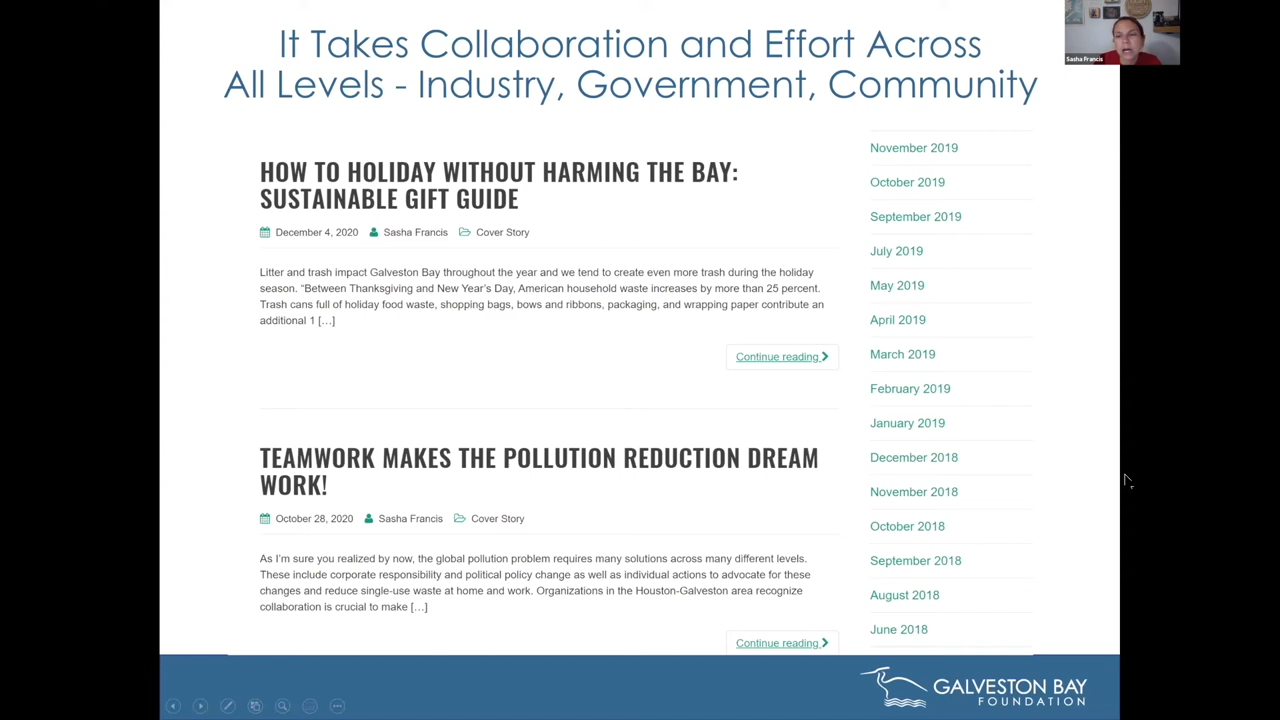 It Takes Collaboration and Effort Across
All Levels - Industry, Government, Community
Sasha Francis
HOW TO HOLIDAY WITHOUT HARMING THE BAY:
SUSTAINABLE GIFT GUIDE
December 4, 2020 Sasha Francis Cover Story
Litter and trash impact Galveston Bay throughout the year and we tend to create even more trash during the holiday
season. “Between Thanksgiving and New Year’s Day, American household waste increases by more than 25 percent.
Trash cans full of holiday food waste, shopping bags, bows and ribbons, packaging, and wrapping paper contribute an
additional 1 […]
Continue reading
TEAMWORK MAKES THE POLLUTION REDUCTION DREAM
WORK!
October 28, 2020 Sasha Francis Cover Story
As I’m sure you realized by now, the global pollution problem requires many solutions across many different levels.
These include corporate responsibility and political policy change as well as individual actions to advocate for these
changes and reduce single-use waste at home and work. Organizations in the Houston-Galveston area recognize
collaboration is crucial to make […]
Continue reading
November 2019
October 2019
September 2019
July 2019
May 2019
April 2019
March 2019
February 2019
January 2019
December 2018
November 2018
October 2018
September 2018
August 2018
June 2018
GALVESTON BAY
FOUNDATION